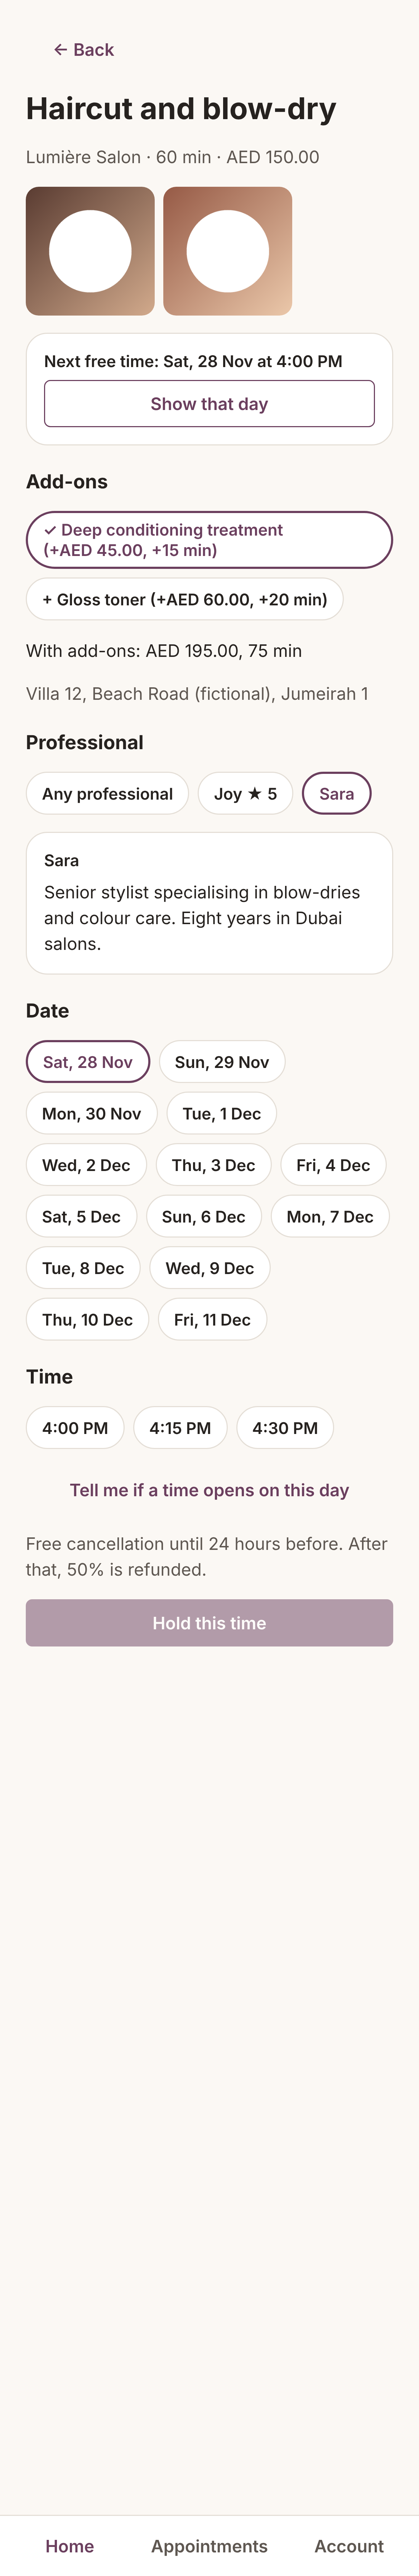 ← Back
Haircut and blow-dry
Lumière Salon · 60 min · AED 150.00
Next free time: Sat, 28 Nov at 4:00 PM
Show that day
Add-ons
✓ Deep conditioning treatment
(+AED 45.00, +15 min)
+ Gloss toner (+AED 60.00, +20 min)
With add-ons: AED 195.00, 75 min
Villa 12, Beach Road (fictional), Jumeirah 1
Professional
Any professional Joy ★ 5 Sara
Sara
Senior stylist specialising in blow-dries
and colour care. Eight years in Dubai
salons.
Date
Sat, 28 Nov Sun, 29 Nov
Mon, 30 Nov Tue, 1 Dec
Wed, 2 Dec Thu, 3 Dec Fri, 4 Dec
Sat, 5 Dec Sun, 6 Dec Mon, 7 Dec
Tue, 8 Dec Wed, 9 Dec
Thu, 10 Dec Fri, 11 Dec
Time
4:00 PM 4:15 PM 4:30 PM
Tell me if a time opens on this day
Free cancellation until 24 hours before. After
that, 50% is refunded.
Hold this time
Home Appointments Account